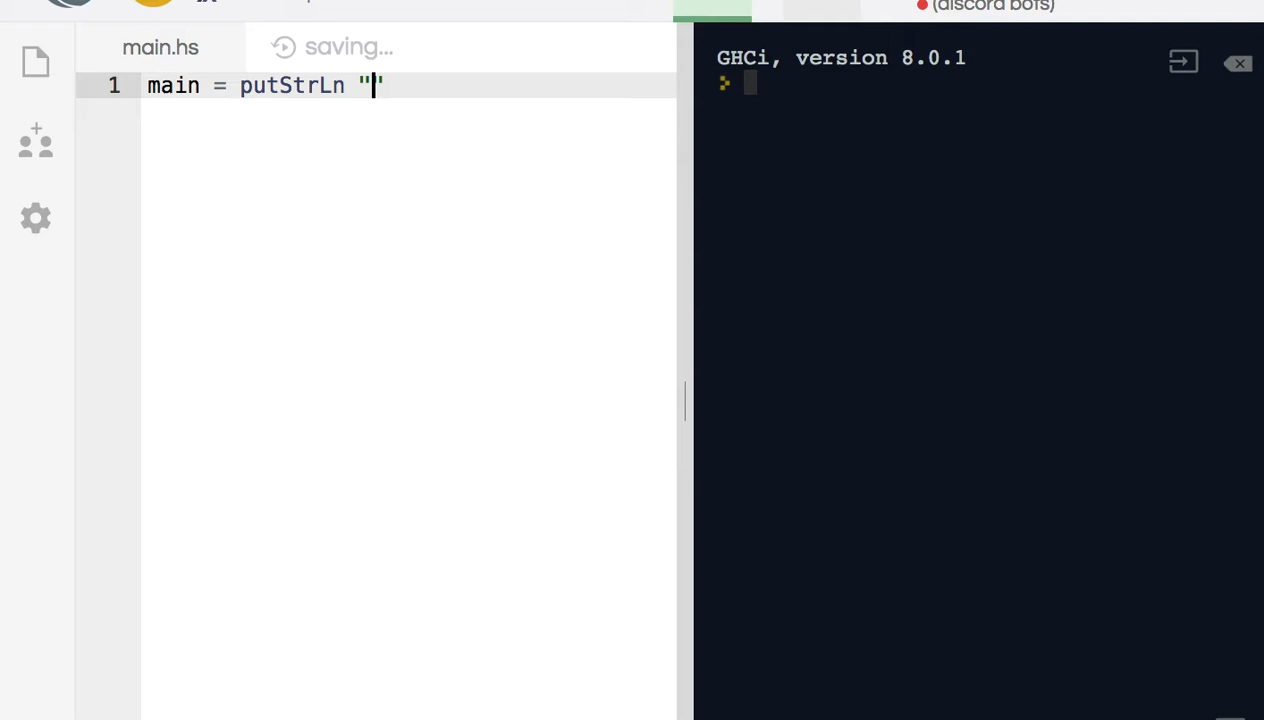 (discord bots)
main.hs
saving...
1 main = putStrLn ""
GHCi, version 8.0.1
>